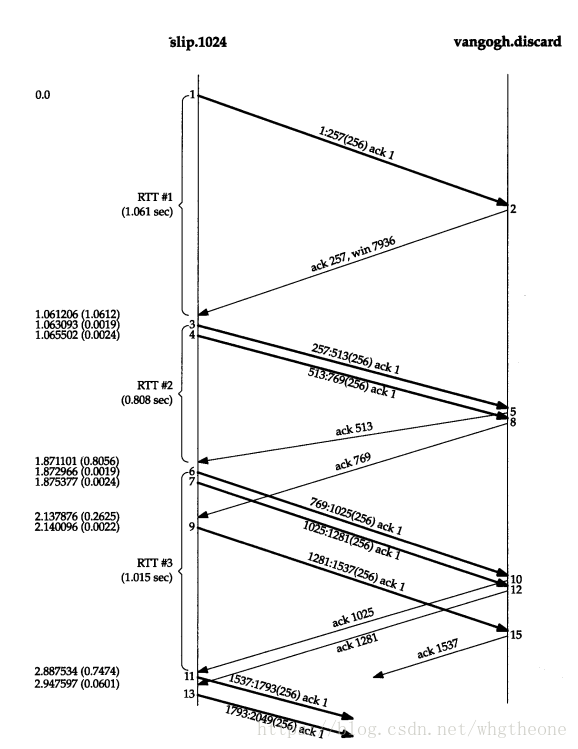 slip.1024 vangogh.discard
0.0 1
1:257(256) ack 1
RTT #1
(1.061 sec)
2
ack 257, win 7936
1.061206 (1.0612)
1.063093 (0.0019) 3
1.065502 (0.0024) 4
257:513(256) ack 1
513:769(256) ack 1
RTT #2
(0.808 sec)
5
8
ack 513
ack 769
1.871101 (0.8056)
1.872966 (0.0019) 6
1.875377 (0.0024) 7
769:1025(256) ack 1
1025:1281(256) ack 1
2.137876 (0.2625)
2.140096 (0.0022) 9
1281:1537(256) ack 1
RTT #3
(1.015 sec)
10
12
ack 1025
ack 1281
15
ack 1537
2.887534 (0.7474) 11
2.947597 (0.0601)
13
1537:1793(256) ack 1
1793:2049(256) ack 1
https://blog.csdn.net/whgtheone